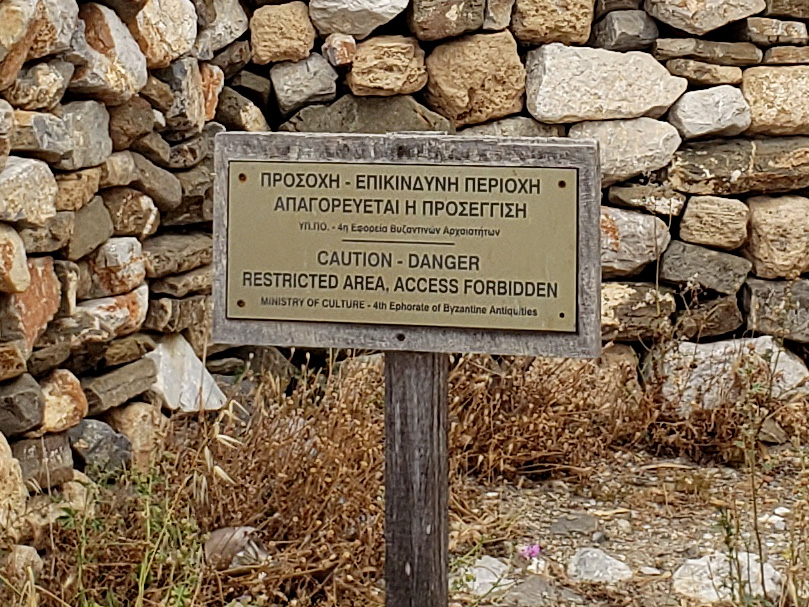 ΠΡΟΣΟΧΗ - ΕΠΙΚΙΝΔΥΝΗ ΠΕΡΙΟΧΗ
ΑΠΑΓΟΡΕΥΕΤΑΙ Η ΠΡΟΣΕΓΓΙΣΗ
ΥΠ.ΠΟ. - 4η Εφορεία Βυζαντινών Αρχαιοτήτων
CAUTION - DANGER
RESTRICTED AREA, ACCESS FORBIDDEN
MINISTRY OF CULTURE - 4th Ephorate of Byzantine Antiquities